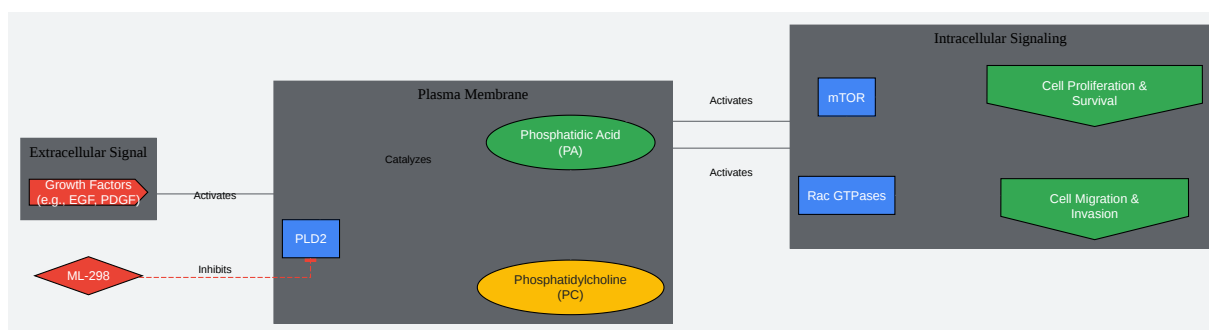 Extracellular Signal
Growth Factors
(e.g., EGF, PDGF)
ML-298
Activates
Inhibits
Plasma Membrane
Catalyzes
PLD2
Phosphatidic Acid
(PA)
Phosphatidylcholine
(PC)
Activates
Activates
Intracellular Signaling
mTOR
Cell Proliferation &
Survival
Rac GTPases
Cell Migration &
Invasion